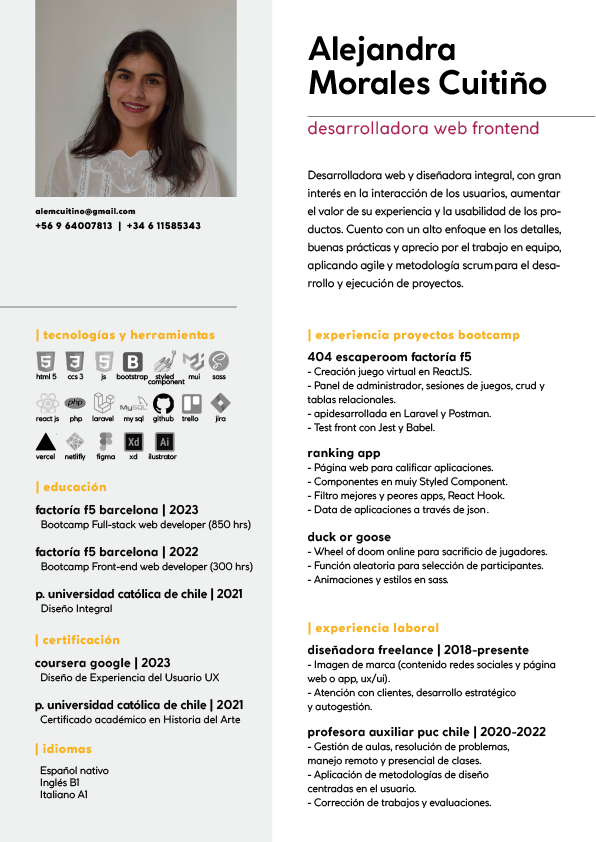 Alejandra
Morales Cuitiño
desarrolladora web frontend
alemcuitino@gmail.com
+56 9 64007813 | +34 6 11585343
Desarrolladora web y diseñadora integral, con gran
interés en la interacción de los usuarios, aumentar
el valor de su experiencia y la usabilidad de los pro-
ductos. Cuento con un alto enfoque en los detalles,
buenas prácticas y aprecio por el trabajo en equipo,
aplicando agile y metodología scrum para el desa-
rrollo y ejecución de proyectos.
| tecnologías y herramientas
5 3 5 B
html 5 ccs 3 js bootstrap styled component mui sass
php MySQL
react js php laravel my sql github trello jira
Xd Ai
vercel netlifly figma xd ilustrator
| educación
factoría f5 barcelona | 2023
Bootcamp Full-stack web developer (850 hrs)
factoría f5 barcelona | 2022
Bootcamp Front-end web developer (300 hrs)
p. universidad católica de chile | 2021
Diseño Integral
| certificación
coursera google | 2023
Diseño de Experiencia del Usuario UX
p. universidad católica de chile | 2021
Certificado académico en Historia del Arte
| idiomas
Español nativo
Inglés B1
Italiano A1
| experiencia proyectos bootcamp
404 escaperoom factoría f5
- Creación juego virtual en ReactJS.
- Panel de administrador, sesiones de juegos, crud y
tablas relacionales.
- apidesarrollada en Laravel y Postman.
- Test front con Jest y Babel.
ranking app
- Página web para calificar aplicaciones.
- Componentes en muiy Styled Component.
- Filtro mejores y peores apps, React Hook.
- Data de aplicaciones a través de json.
duck or goose
- Wheel of doom online para sacrificio de jugadores.
- Función aleatoria para selección de participantes.
- Animaciones y estilos en sass.
| experiencia laboral
diseñadora freelance | 2018-presente
- Imagen de marca (contenido redes sociales y página
web o app, ux/ui).
- Atención con clientes, desarrollo estratégico
y autogestión.
profesora auxiliar puc chile | 2020-2022
- Gestión de aulas, resolución de problemas,
manejo remoto y presencial de clases.
- Aplicación de metodologías de diseño
centradas en el usuario.
- Corrección de trabajos y evaluaciones.